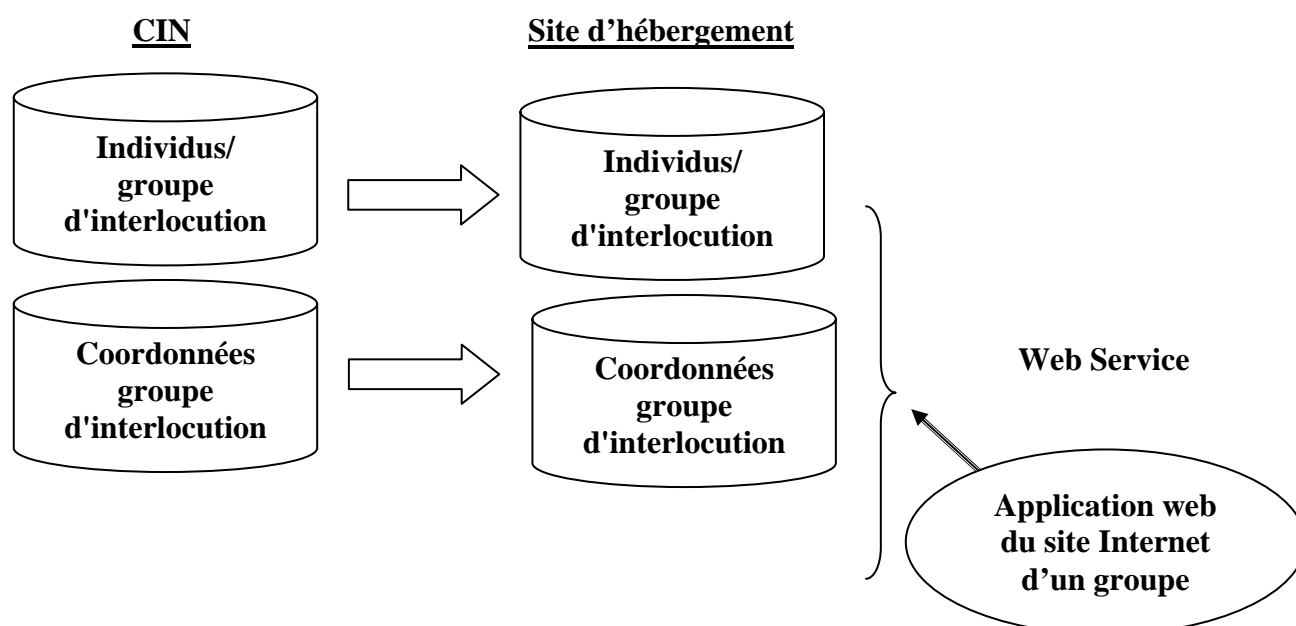 CIN
Site d’hébergement
Individus/
groupe
d'interlocution
Individus/
groupe
d'interlocution
Coordonnées
groupe
d'interlocution
Coordonnées
groupe
d'interlocution
Web Service
Application web
du site Internet
d’un groupe